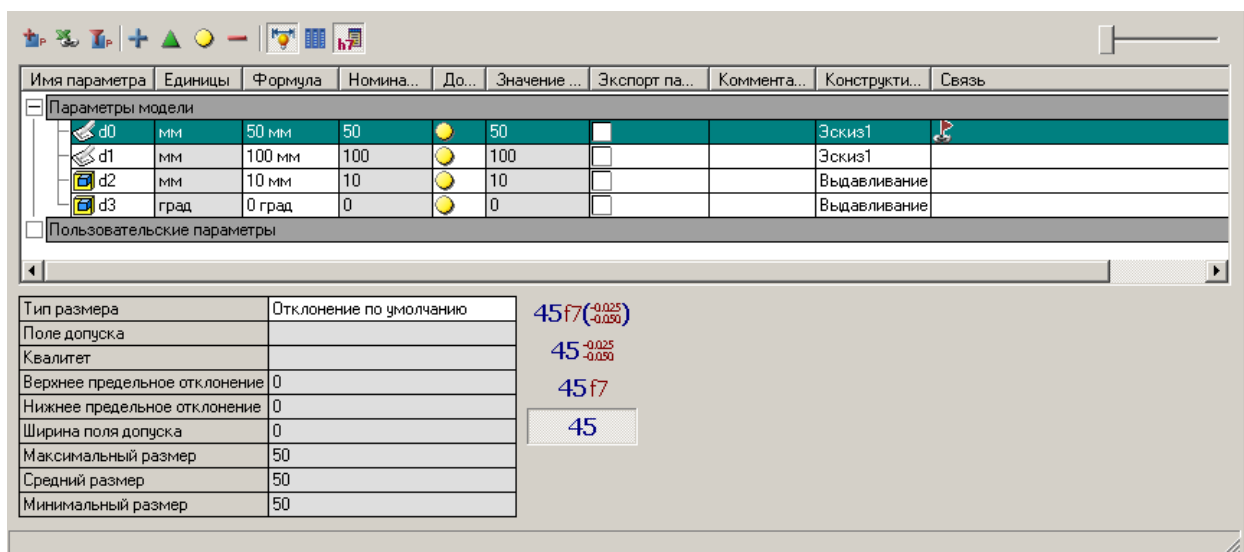 h7
Имя параметра Единицы Формула Номина... До... Значение ... Экспорт па... Коммента... Конструкти... Связь
Параметры модели
d0 мм 50 мм 50 50 Эскиз1
d1 мм 100 мм 100 100 Эскиз1
d2 мм 10 мм 10 10 Выдавливание
d3 град 0 град 0 0 Выдавливание
Пользовательские параметры
Тип размера Отклонение по умолчанию
Поле допуска
Квалитет
Верхнее предельное отклонение 0
Нижнее предельное отклонение 0
Ширина поля допуска 0
Максимальный размер 50
Средний размер 50
Минимальный размер 50
45f7(-0.025 -0.050)
45 -0.025 -0.050
45f7
45